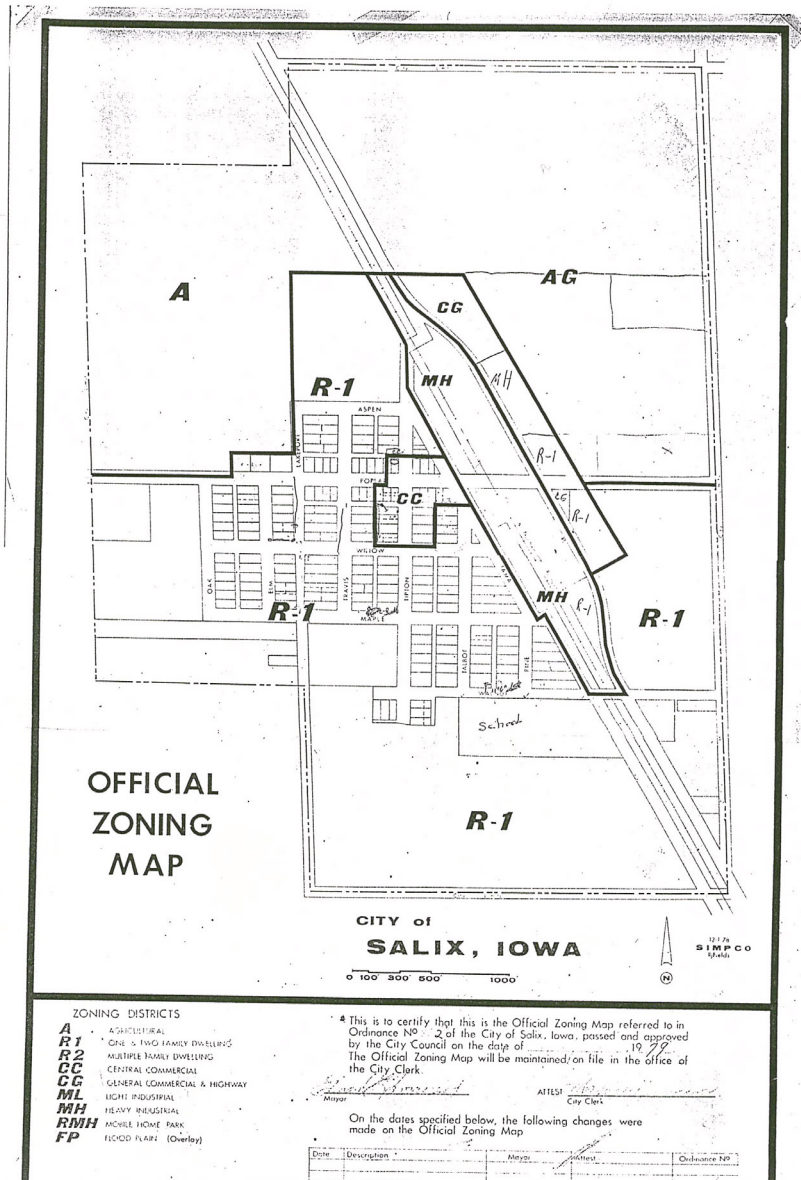 A
AG
CG
R-1
MH
MH
ASPEN
LAKEPORT
R-1
CC
CG
R-1
WILLOW
OAK
ELM
TRAVIS
TIPTON
R-1
MAPLE
MH
R-1
R-1
TALBOT
PINE
School
R-1
OFFICIAL
ZONING
MAP
CITY of
SALIX, IOWA
0 100' 300' 500' 1000'
N
12-1-78
SIMPCO
ZONING DISTRICTS
A AGRICULTURAL
R1 ONE & TWO FAMILY DWELLING
R2 MULTIPLE FAMILY DWELLING
CC CENTRAL COMMERCIAL
CG GENERAL COMMERCIAL & HIGHWAY
ML LIGHT INDUSTRIAL
MH HEAVY INDUSTRIAL
RMH MOBILE HOME PARK
FP FLOOD PLAIN (Overlay)
This is to certify that this is the Official Zoning Map referred to in
Ordinance Nº 2 of the City of Salix, Iowa, passed and approved
by the City Council on the date of 1979
The Official Zoning Map will be maintained on file in the office of
the City Clerk.
Mayor ATTEST City Clerk
On the dates specified below, the following changes were
made on the Official Zoning Map
Date Description Mayor Attest Ordinance Nº